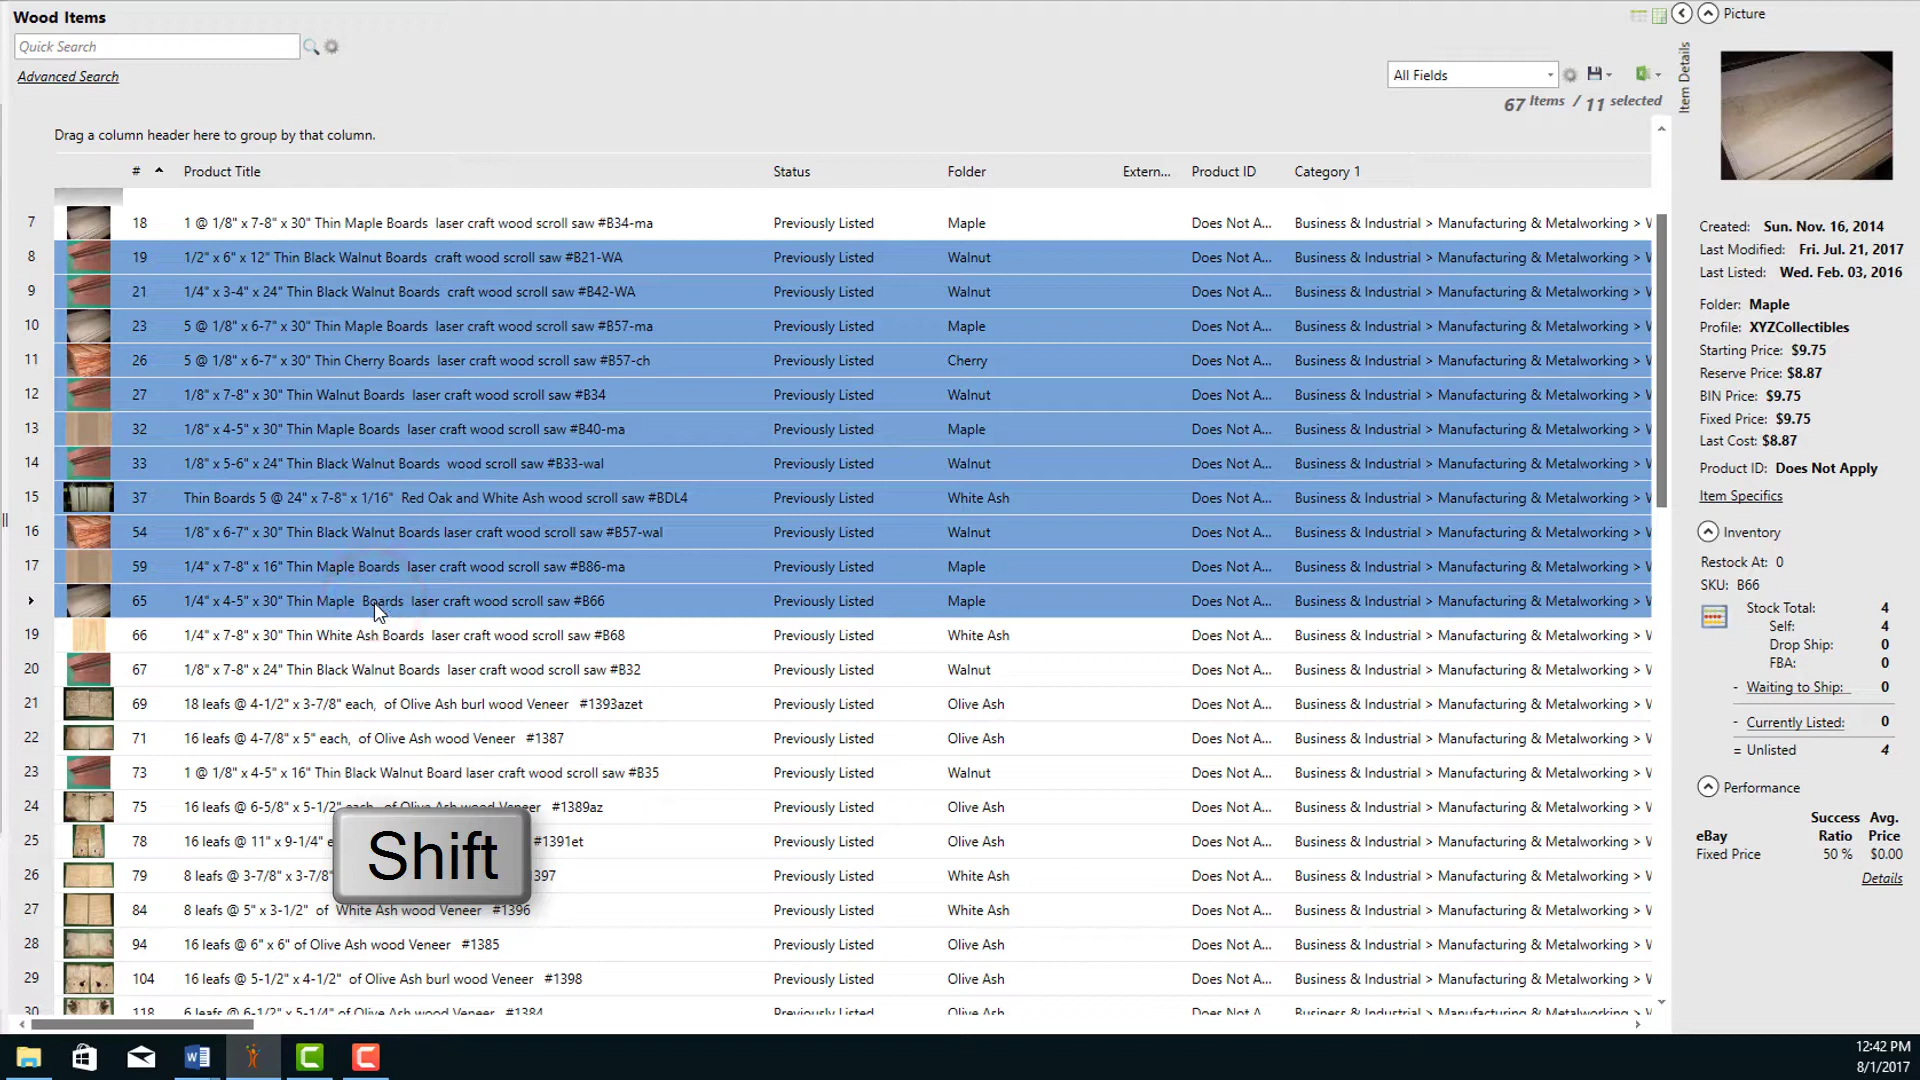 Wood Items
Quick Search
Advanced Search
All Fields
67 Items / 11 selected
Drag a column header here to group by that column.
# Product Title Status Folder Extern... Product ID Category 1
7 18 1 @ 1/8" x 7-8" x 30" Thin Maple Boards laser craft wood scroll saw #B34-ma Previously Listed Maple Does Not A... Business & Industrial > Manufacturing & Metalworking > W
8 19 1/2" x 6" x 12" Thin Black Walnut Boards craft wood scroll saw #B21-WA Previously Listed Walnut Does Not A... Business & Industrial > Manufacturing & Metalworking > W
9 21 1/4" x 3-4" x 24" Thin Black Walnut Boards craft wood scroll saw #B42-WA Previously Listed Walnut Does Not A... Business & Industrial > Manufacturing & Metalworking > W
10 23 5 @ 1/8" x 6-7" x 30" Thin Maple Boards laser craft wood scroll saw #B57-ma Previously Listed Maple Does Not A... Business & Industrial > Manufacturing & Metalworking > W
11 26 5 @ 1/8" x 6-7" x 30" Thin Cherry Boards laser craft wood scroll saw #B57-ch Previously Listed Cherry Does Not A... Business & Industrial > Manufacturing & Metalworking > W
12 27 1/8" x 7-8" x 30" Thin Walnut Boards laser craft wood scroll saw #B34 Previously Listed Walnut Does Not A... Business & Industrial > Manufacturing & Metalworking > W
13 32 1/8" x 4-5" x 30" Thin Maple Boards laser craft wood scroll saw #B40-ma Previously Listed Maple Does Not A... Business & Industrial > Manufacturing & Metalworking > W
14 33 1/8" x 5-6" x 24" Thin Black Walnut Boards wood scroll saw #B33-wal Previously Listed Walnut Does Not A... Business & Industrial > Manufacturing & Metalworking > W
15 37 Thin Boards 5 @ 24" x 7-8" x 1/16" Red Oak and White Ash wood scroll saw #BDL4 Previously Listed White Ash Does Not A... Business & Industrial > Manufacturing & Metalworking > W
16 54 1/8" x 6-7" x 30" Thin Black Walnut Boards laser craft wood scroll saw #B57-wal Previously Listed Walnut Does Not A... Business & Industrial > Manufacturing & Metalworking > W
17 59 1/4" x 7-8" x 16" Thin Maple Boards laser craft wood scroll saw #B86-ma Previously Listed Maple Does Not A... Business & Industrial > Manufacturing & Metalworking > W
65 1/4" x 4-5" x 30" Thin Maple Boards laser craft wood scroll saw #B66 Previously Listed Maple Does Not A... Business & Industrial > Manufacturing & Metalworking > W
19 66 1/4" x 7-8" x 30" Thin White Ash Boards laser craft wood scroll saw #B68 Previously Listed White Ash Does Not A... Business & Industrial > Manufacturing & Metalworking > W
20 67 1/8" x 7-8" x 24" Thin Black Walnut Boards laser craft wood scroll saw #B32 Previously Listed Walnut Does Not A... Business & Industrial > Manufacturing & Metalworking > W
21 69 18 leafs @ 4-1/2" x 3-7/8" each, of Olive Ash burl wood Veneer #1393azet Previously Listed Olive Ash Does Not A... Business & Industrial > Manufacturing & Metalworking > W
22 71 16 leafs @ 4-7/8" x 5" each, of Olive Ash wood Veneer #1387 Previously Listed Olive Ash Does Not A... Business & Industrial > Manufacturing & Metalworking > W
23 73 1 @ 1/8" x 4-5" x 16" Thin Black Walnut Board laser craft wood scroll saw #B35 Previously Listed Walnut Does Not A... Business & Industrial > Manufacturing & Metalworking > W
24 75 16 leafs @ 6-5/8" x 5-1/2" each, of Olive Ash wood Veneer #1389az Previously Listed Olive Ash Does Not A... Business & Industrial > Manufacturing & Metalworking > W
25 78 16 leafs @ 11" x 9-1/4" e #1391et Previously Listed Olive Ash Does Not A... Business & Industrial > Manufacturing & Metalworking > W
26 79 8 leafs @ 3-7/8" x 3-7/8" 397 Previously Listed White Ash Does Not A... Business & Industrial > Manufacturing & Metalworking > W
27 84 8 leafs @ 5" x 3-1/2" of White Ash wood Veneer #1396 Previously Listed White Ash Does Not A... Business & Industrial > Manufacturing & Metalworking > W
28 94 16 leafs @ 6" x 6" of Olive Ash wood Veneer #1385 Previously Listed Olive Ash Does Not A... Business & Industrial > Manufacturing & Metalworking > W
29 104 16 leafs @ 5-1/2" x 4-1/2" of Olive Ash burl wood Veneer #1398 Previously Listed Olive Ash Does Not A... Business & Industrial > Manufacturing & Metalworking > W
30 118 6 leafs @ 6-1/2" x 5-1/4" of Olive Ash wood Veneer #1384 Previously Listed Olive Ash Does Not A... Business & Industrial > Manufacturing & Metalworking > W
Shift
Item Details
Picture
Created: Sun. Nov. 16, 2014
Last Modified: Fri. Jul. 21, 2017
Last Listed: Wed. Feb. 03, 2016
Folder: Maple
Profile: XYZCollectibles
Starting Price: $9.75
Reserve Price: $8.87
BIN Price: $9.75
Fixed Price: $9.75
Last Cost: $8.87
Product ID: Does Not Apply
Item Specifics
Inventory
Restock At: 0
SKU: B66
Stock Total: 4
Self: 4
Drop Ship: 0
FBA: 0
- Waiting to Ship: 0
- Currently Listed: 0
= Unlisted 4
Performance
Success Avg.
eBay Ratio Price
Fixed Price 50 % $0.00
Details
12:42 PM
8/1/2017